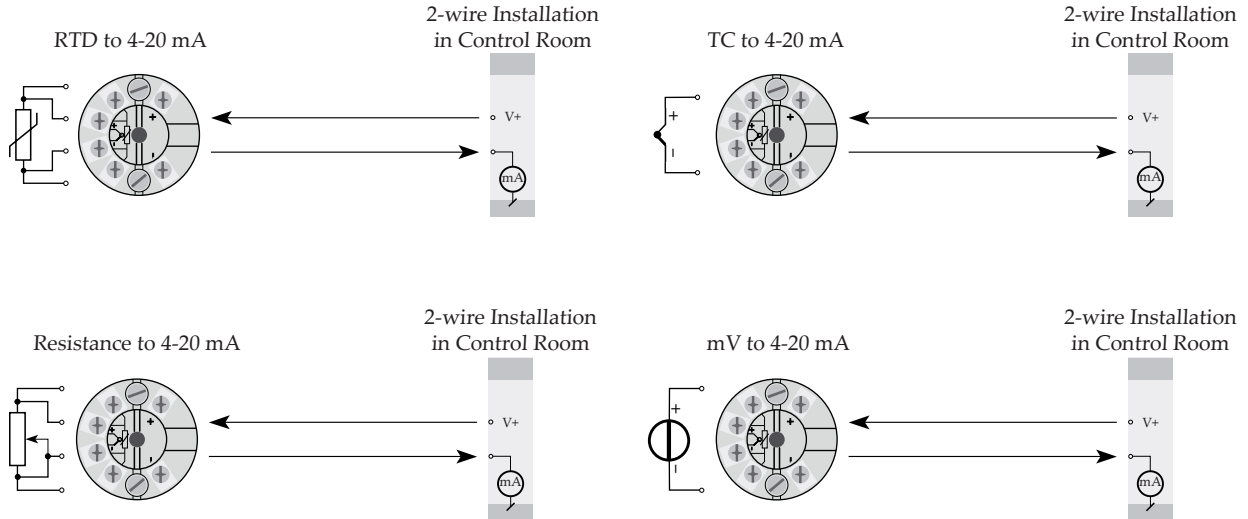 2-wire Installation
in Control Room
RTD to 4-20 mA
+
-
+
-
V+
mA
2-wire Installation
in Control Room
TC to 4-20 mA
+
-
+
-
+
-
V+
mA
2-wire Installation
in Control Room
Resistance to 4-20 mA
+
-
+
-
V+
mA
2-wire Installation
in Control Room
mV to 4-20 mA
+
-
+
-
+
-
V+
mA